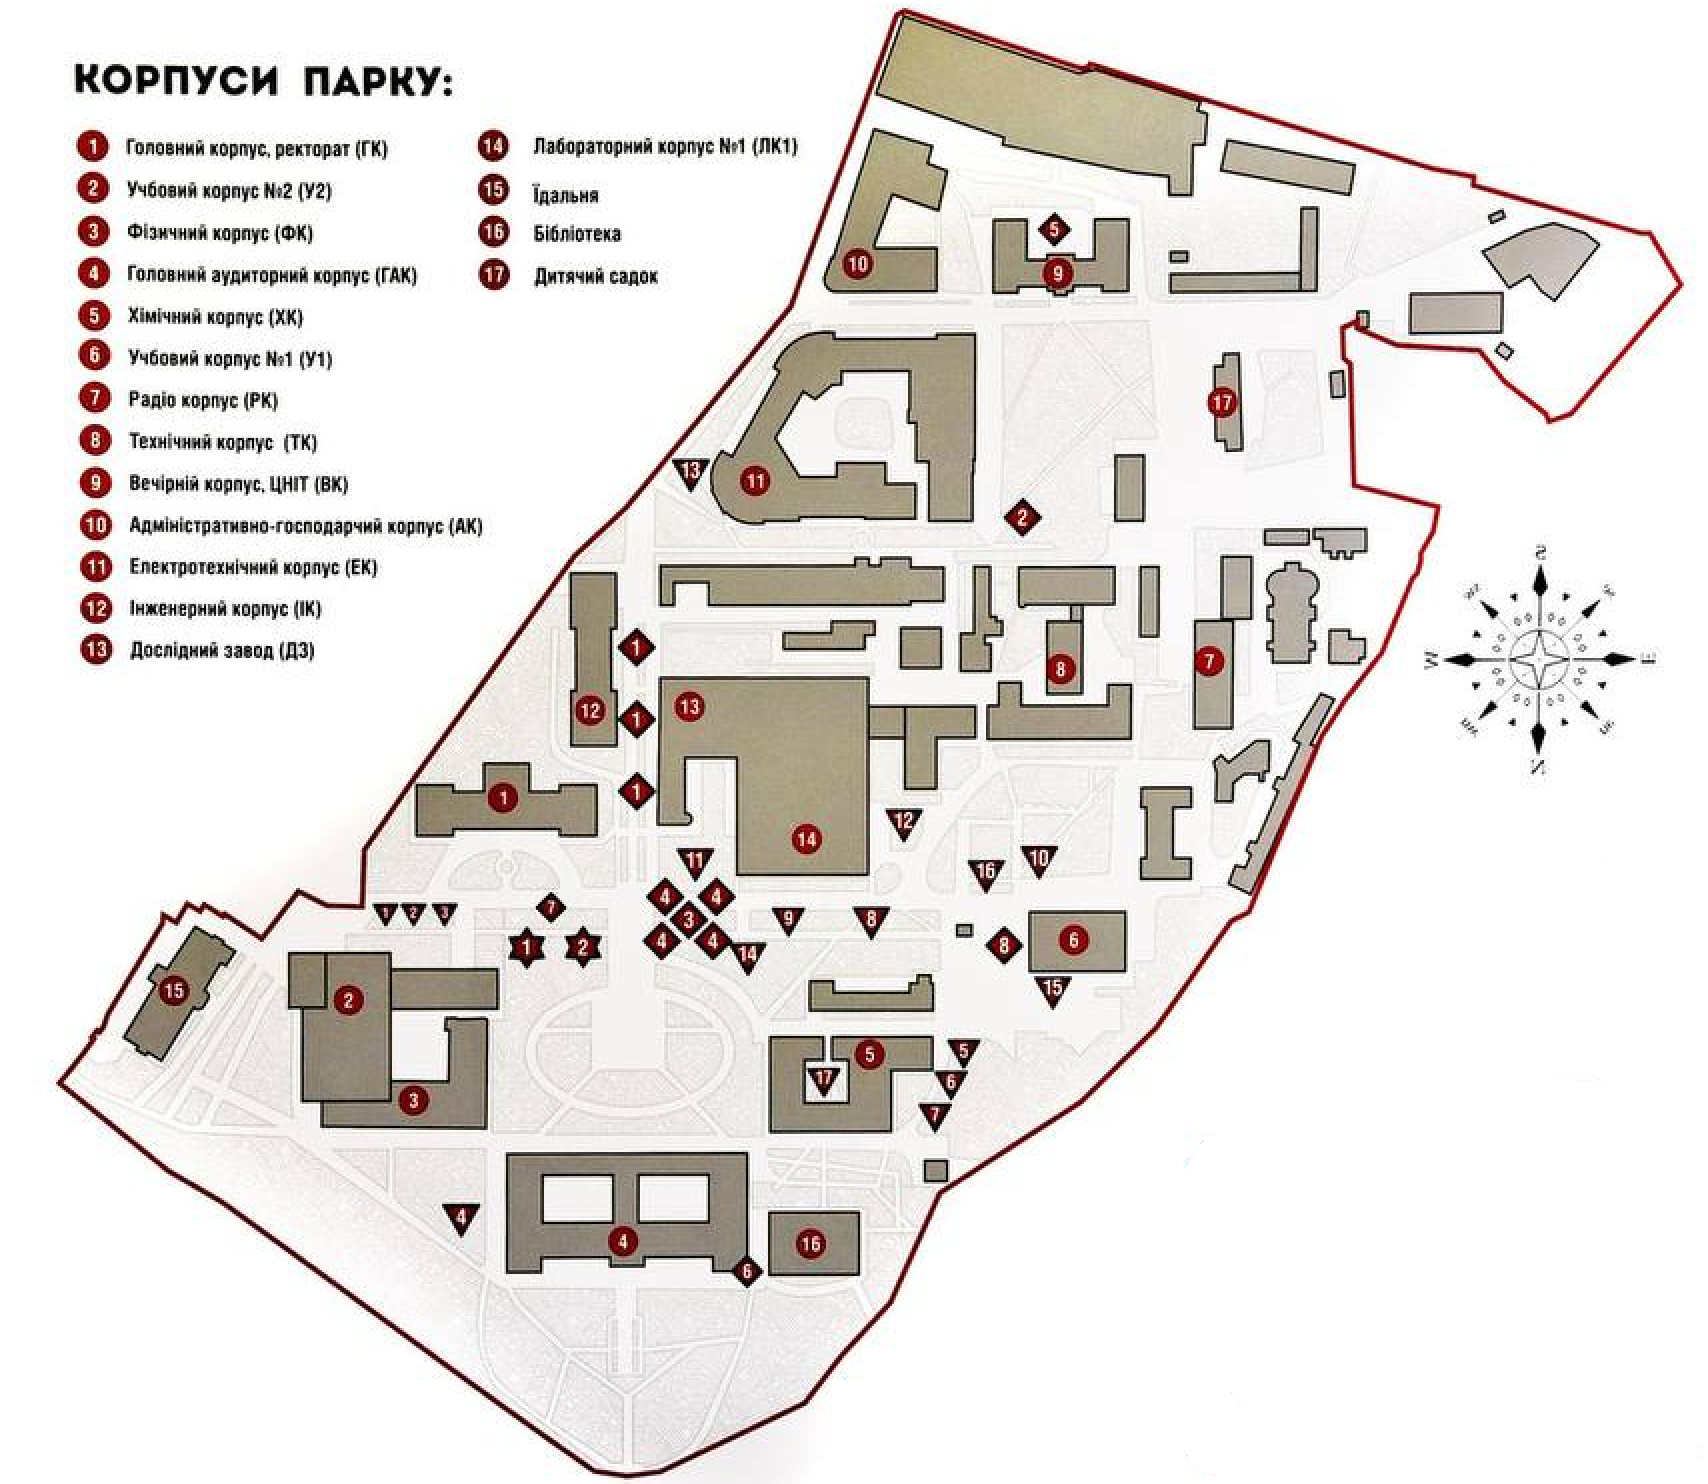 КОРПУСИ ПАРКУ:
1 Головний корпус, ректорат (ГК)
2 Учбовий корпус №2 (У2)
3 Фізичний корпус (ФК)
4 Головний аудиторний корпус (ГАК)
5 Хімічний корпус (ХК)
6 Учбовий корпус №1 (У1)
7 Радіо корпус (РК)
8 Технічний корпус (ТК)
9 Вечірній корпус, ЦНІТ (ВК)
10 Адміністративно-господарчий корпус (АК)
11 Електротехнічний корпус (ЕК)
12 Інженерний корпус (ІК)
13 Дослідний завод (ДЗ)
14 Лабораторний корпус №1 (ЛК1)
15 Їдальня
16 Бібліотека
17 Дитячий садок
5
10
9
17
13
11
2
1
8
7
12
1
13
1
1
14
12
11
16
10
4
4
7
1
2
3
3
9
8
1
2
4
4
14
8
6
15
2
15
5
5
17
6
3
7
4
4
16
6
S
W
E
N